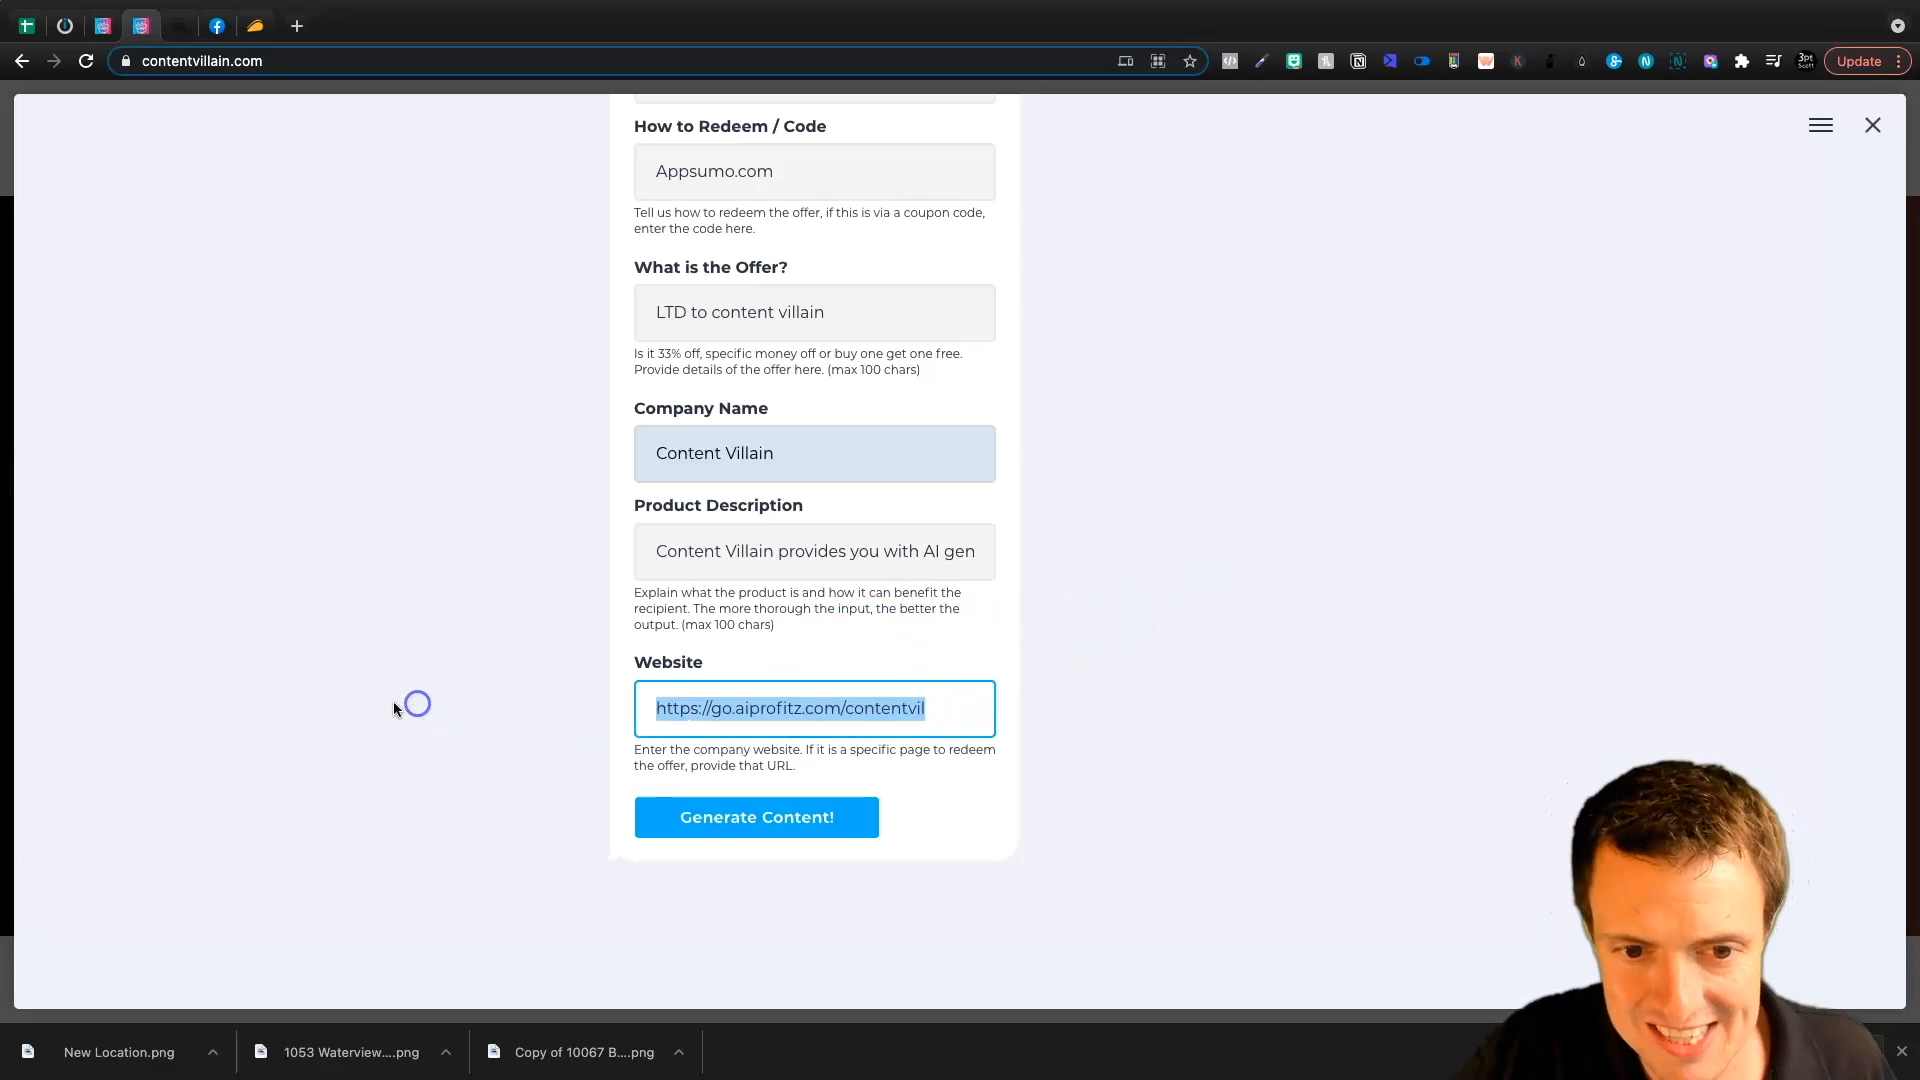 contentvillain.com
3pt
Scott
Update
How to Redeem / Code
Appsumo.com
Tell us how to redeem the offer, if this is via a coupon code,
enter the code here.
What is the Offer?
LTD to content villain
Is it 33% off, specific money off or buy one get one free.
Provide details of the offer here. (max 100 chars)
Company Name
Content Villain
Product Description
Content Villain provides you with AI gen
Explain what the product is and how it can benefit the
recipient. The more thorough the input, the better the
output. (max 100 chars)
Website
https://go.aiprofitz.com/contentvil
Enter the company website. If it is a specific page to redeem
the offer, provide that URL.
Generate Content!
New Location.png
1053 Waterview....png
Copy of 10067 B....png